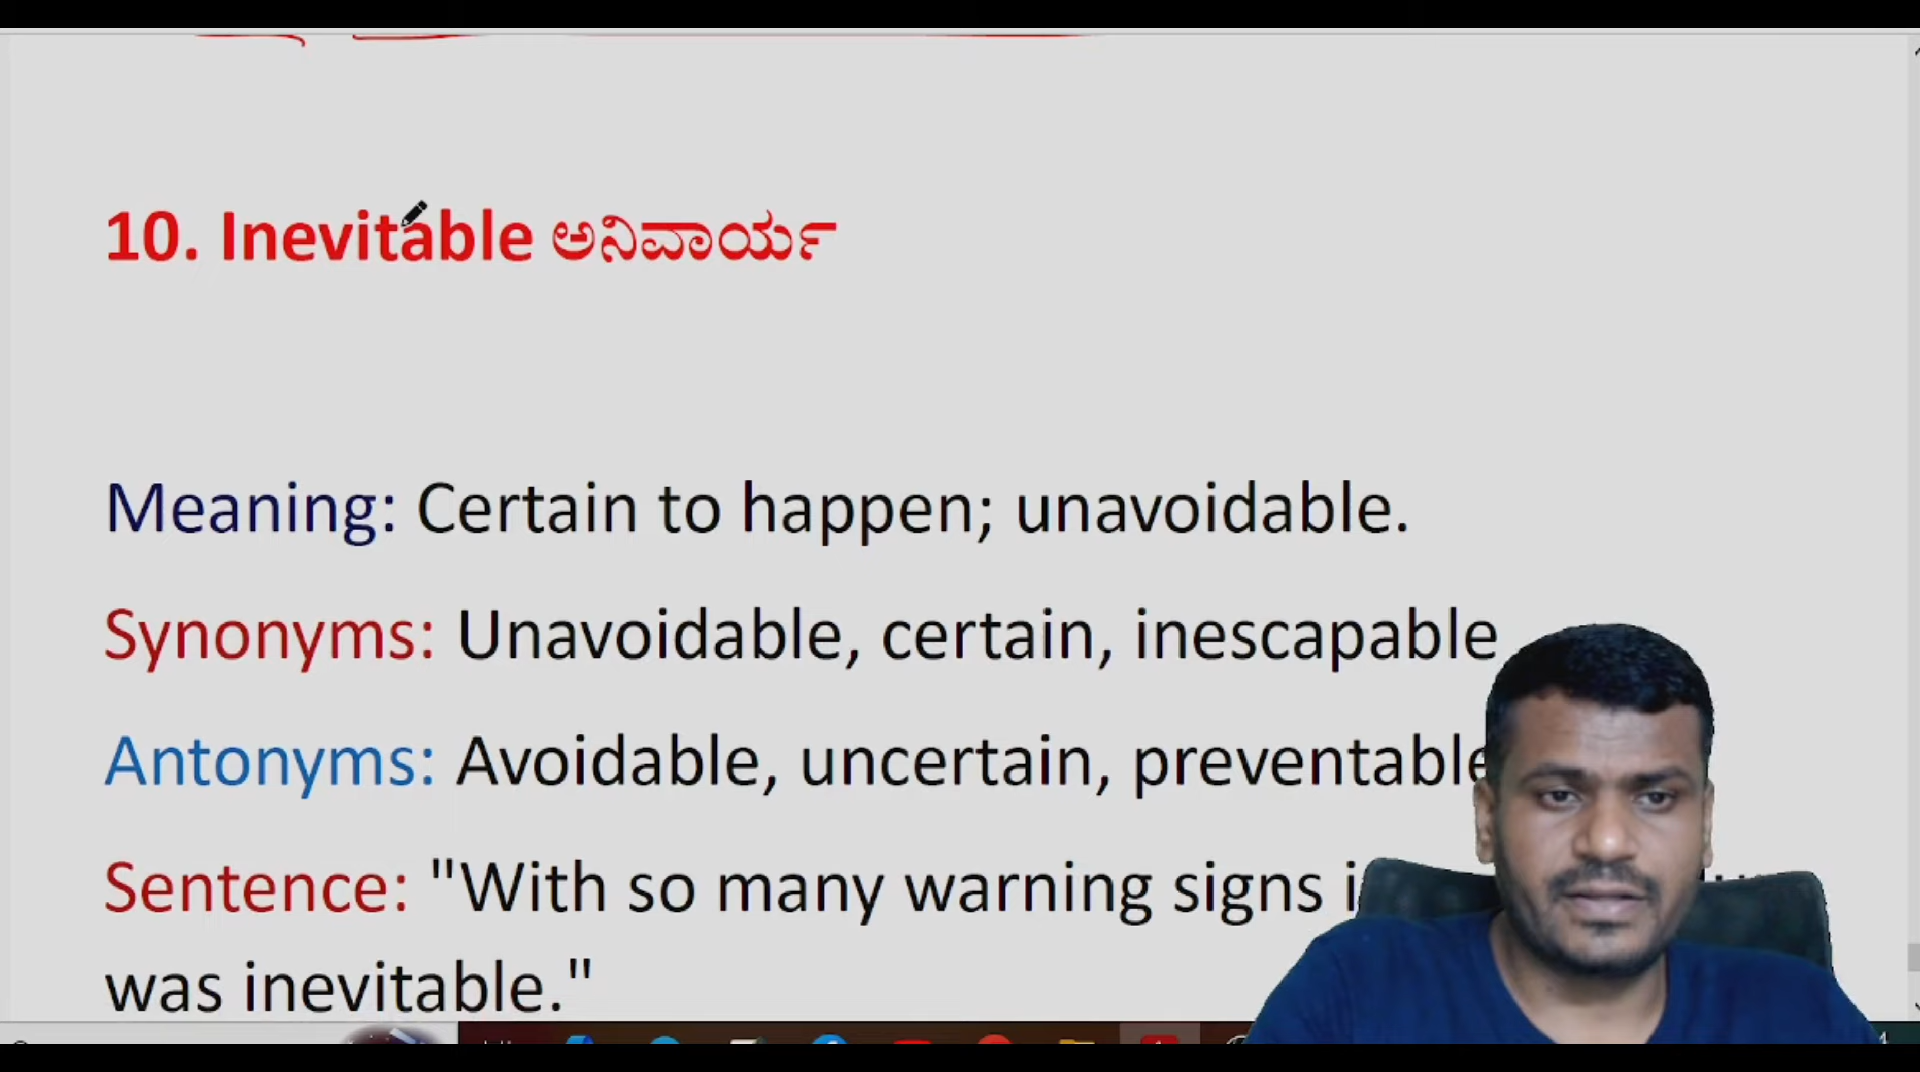 10. Inevitable ಅನಿವಾರ್ಯ
Meaning: Certain to happen; unavoidable.
Synonyms: Unavoidable, certain, inescapable
Antonyms: Avoidable, uncertain, preventable
Sentence: "With so many warning signs
was inevitable."